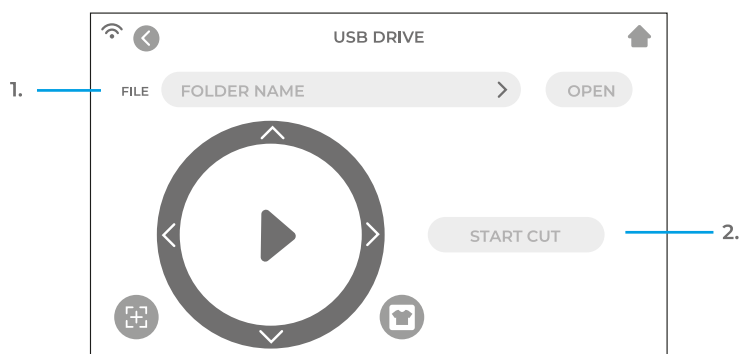 USB DRIVE
1.
FILE
FOLDER NAME
OPEN
START CUT
2.